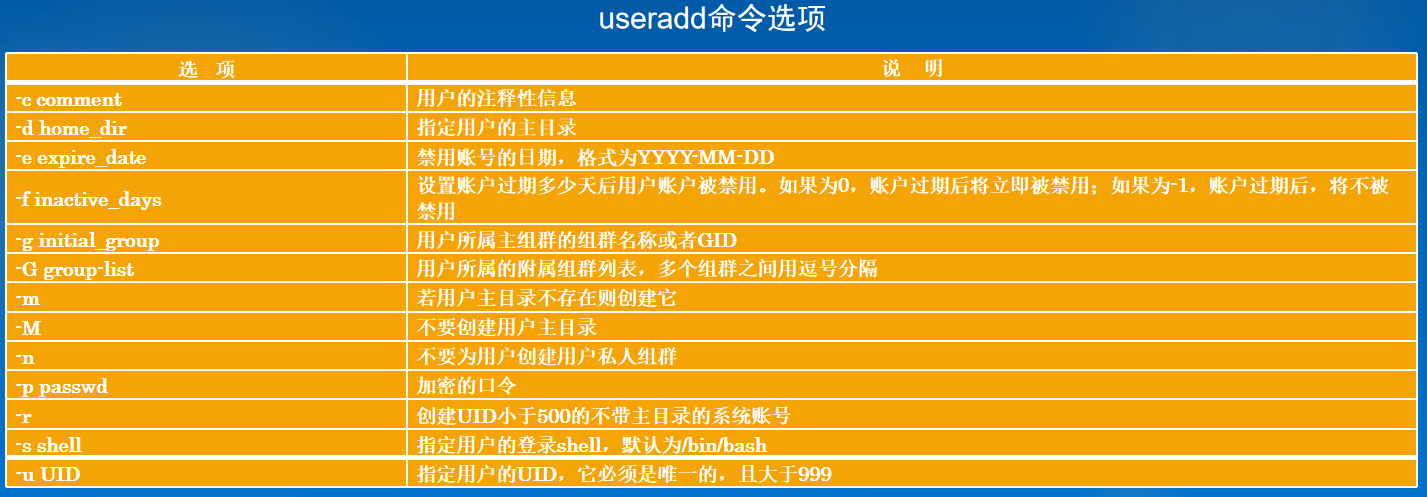 useradd命令选项
选 项 说 明
-c comment 用户的注释性信息
-d home_dir 指定用户的主目录
-e expire_date 禁用账号的日期，格式为YYYY-MM-DD
-f inactive_days 设置账户过期多少天后用户账户被禁用。如果为0，账户过期后将立即被禁用；如果为-1，账户过期后，将不被
禁用
-g initial_group 用户所属主组群的组群名称或者GID
-G group-list 用户所属的附属组群列表，多个组群之间用逗号分隔
-m 若用户主目录不存在则创建它
-M 不要创建用户主目录
-n 不要为用户创建用户私人组群
-p passwd 加密的口令
-r 创建UID小于500的不带主目录的系统账号
-s shell 指定用户的登录shell，默认为/bin/bash
-u UID 指定用户的UID，它必须是唯一的，且大于999